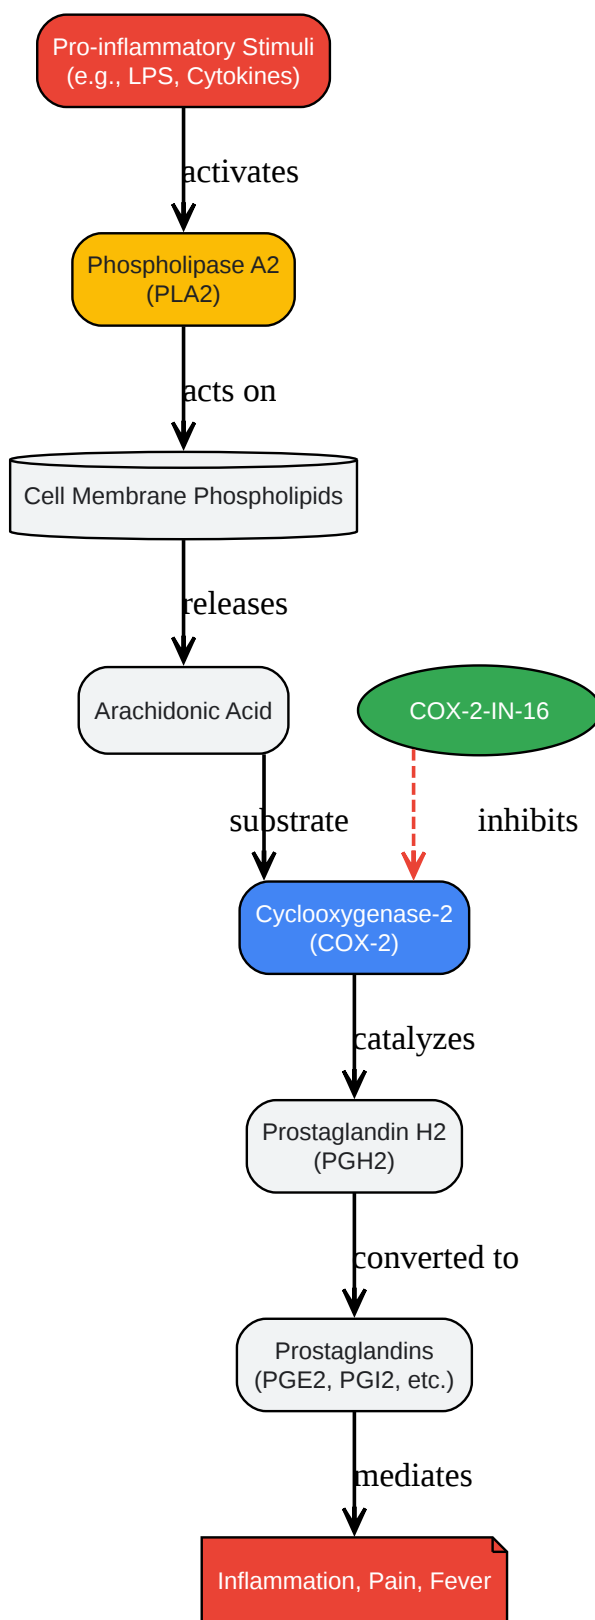 Pro-inflammatory Stimuli
(e.g., LPS, Cytokines)
activates
Phospholipase A2
(PLA2)
acts on
Cell Membrane Phospholipids
releases
Arachidonic Acid
COX-2-IN-16
substrate
inhibits
Cyclooxygenase-2
(COX-2)
catalyzes
Prostaglandin H2
(PGH2)
converted to
Prostaglandins
(PGE2, PGI2, etc.)
mediates
Inflammation, Pain, Fever